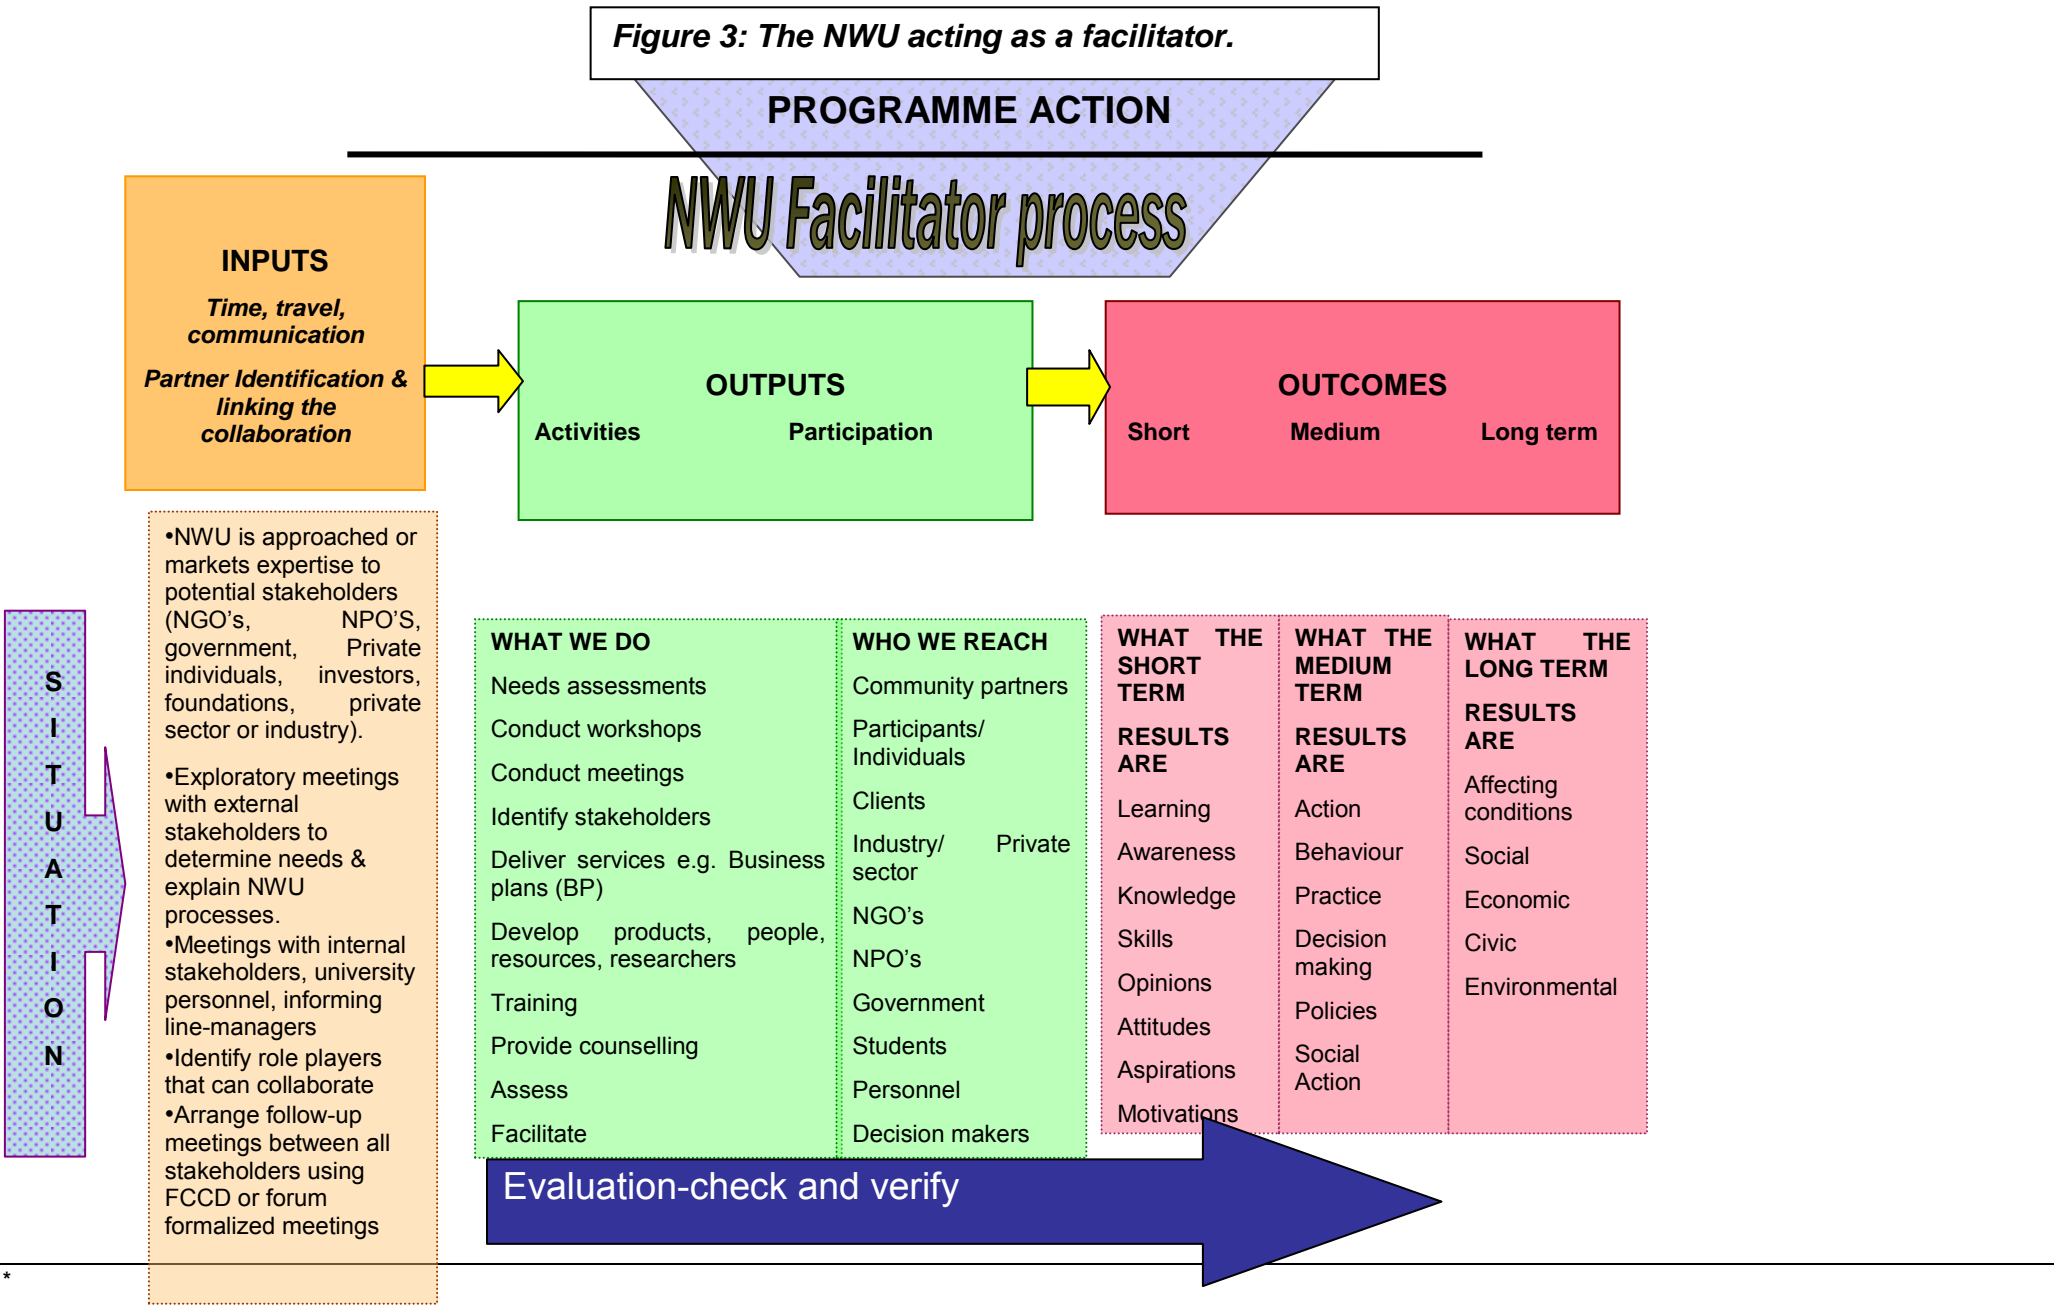 Figure 3: The NWU acting as a facilitator.
PROGRAMME ACTION
NWU Facilitator process
INPUTS
Time, travel,
communication
Partner Identification &
linking the
collaboration
OUTPUTS
Activities Participation
OUTCOMES
Short Medium Long term
S
I
T
U
A
T
I
O
N
•NWU is approached or
markets expertise to
potential stakeholders
(NGO’s, NPO’S,
government, Private
individuals, investors,
foundations, private
sector or industry).
•Exploratory meetings
with external
stakeholders to
determine needs &
explain NWU
processes.
•Meetings with internal
stakeholders, university
personnel, informing
line-managers
•Identify role players
that can collaborate
•Arrange follow-up
meetings between all
stakeholders using
FCCD or forum
formalized meetings
WHAT WE DO
Needs assessments
Conduct workshops
Conduct meetings
Identify stakeholders
Deliver services e.g. Business
plans (BP)
Develop products, people,
resources, researchers
Training
Provide counselling
Assess
Facilitate
WHO WE REACH
Community partners
Participants/
Individuals
Clients
Industry/ Private
sector
NGO’s
NPO’s
Government
Students
Personnel
Decision makers
WHAT THE
SHORT
TERM
RESULTS
ARE
Learning
Awareness
Knowledge
Skills
Opinions
Attitudes
Aspirations
Motivations
WHAT THE
MEDIUM
TERM
RESULTS
ARE
Action
Behaviour
Practice
Decision
making
Policies
Social
Action
WHAT THE
LONG TERM
RESULTS
ARE
Affecting
conditions
Social
Economic
Civic
Environmental
Evaluation-check and verify
*